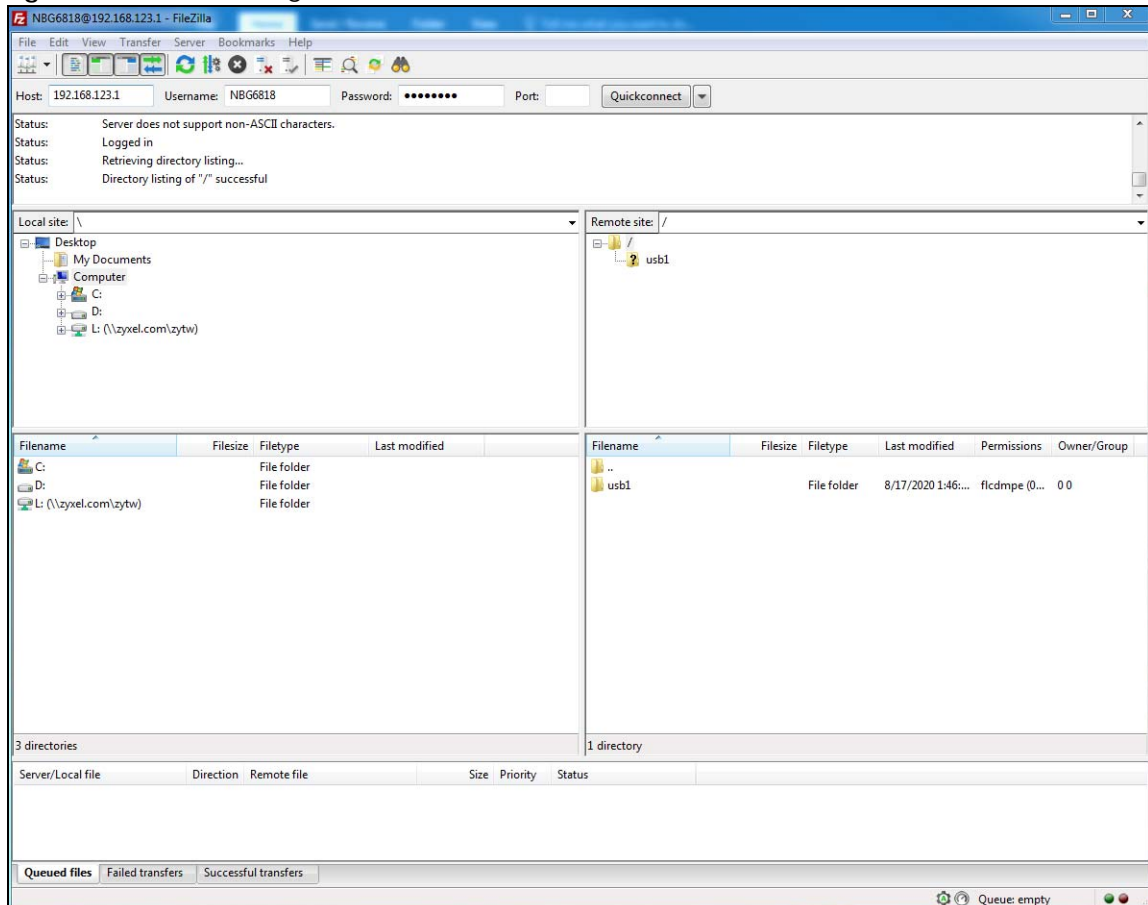 NBG6818@192.168.123.1 - FileZilla
File Edit View Transfer Server Bookmarks Help
Host: 192.168.123.1 Username: NBG6818 Password: ●●●●●●●● Port: Quickconnect
Status: Server does not support non-ASCII characters.
Status: Logged in
Status: Retrieving directory listing...
Status: Directory listing of "/" successful
Local site: \
Desktop
My Documents
Computer
C:
D:
L: (\\zyxel.com\zytw)
Remote site: /
/
? usb1
Filename Filesize Filetype Last modified
C: File folder
D: File folder
L: (\\zyxel.com\zytw) File folder
3 directories
Filename Filesize Filetype Last modified Permissions Owner/Group
..
usb1 File folder 8/17/2020 1:46:... flcdmpe (0... 0 0
1 directory
Server/Local file Direction Remote file Size Priority Status
Queued files Failed transfers Successful transfers
Queue: empty